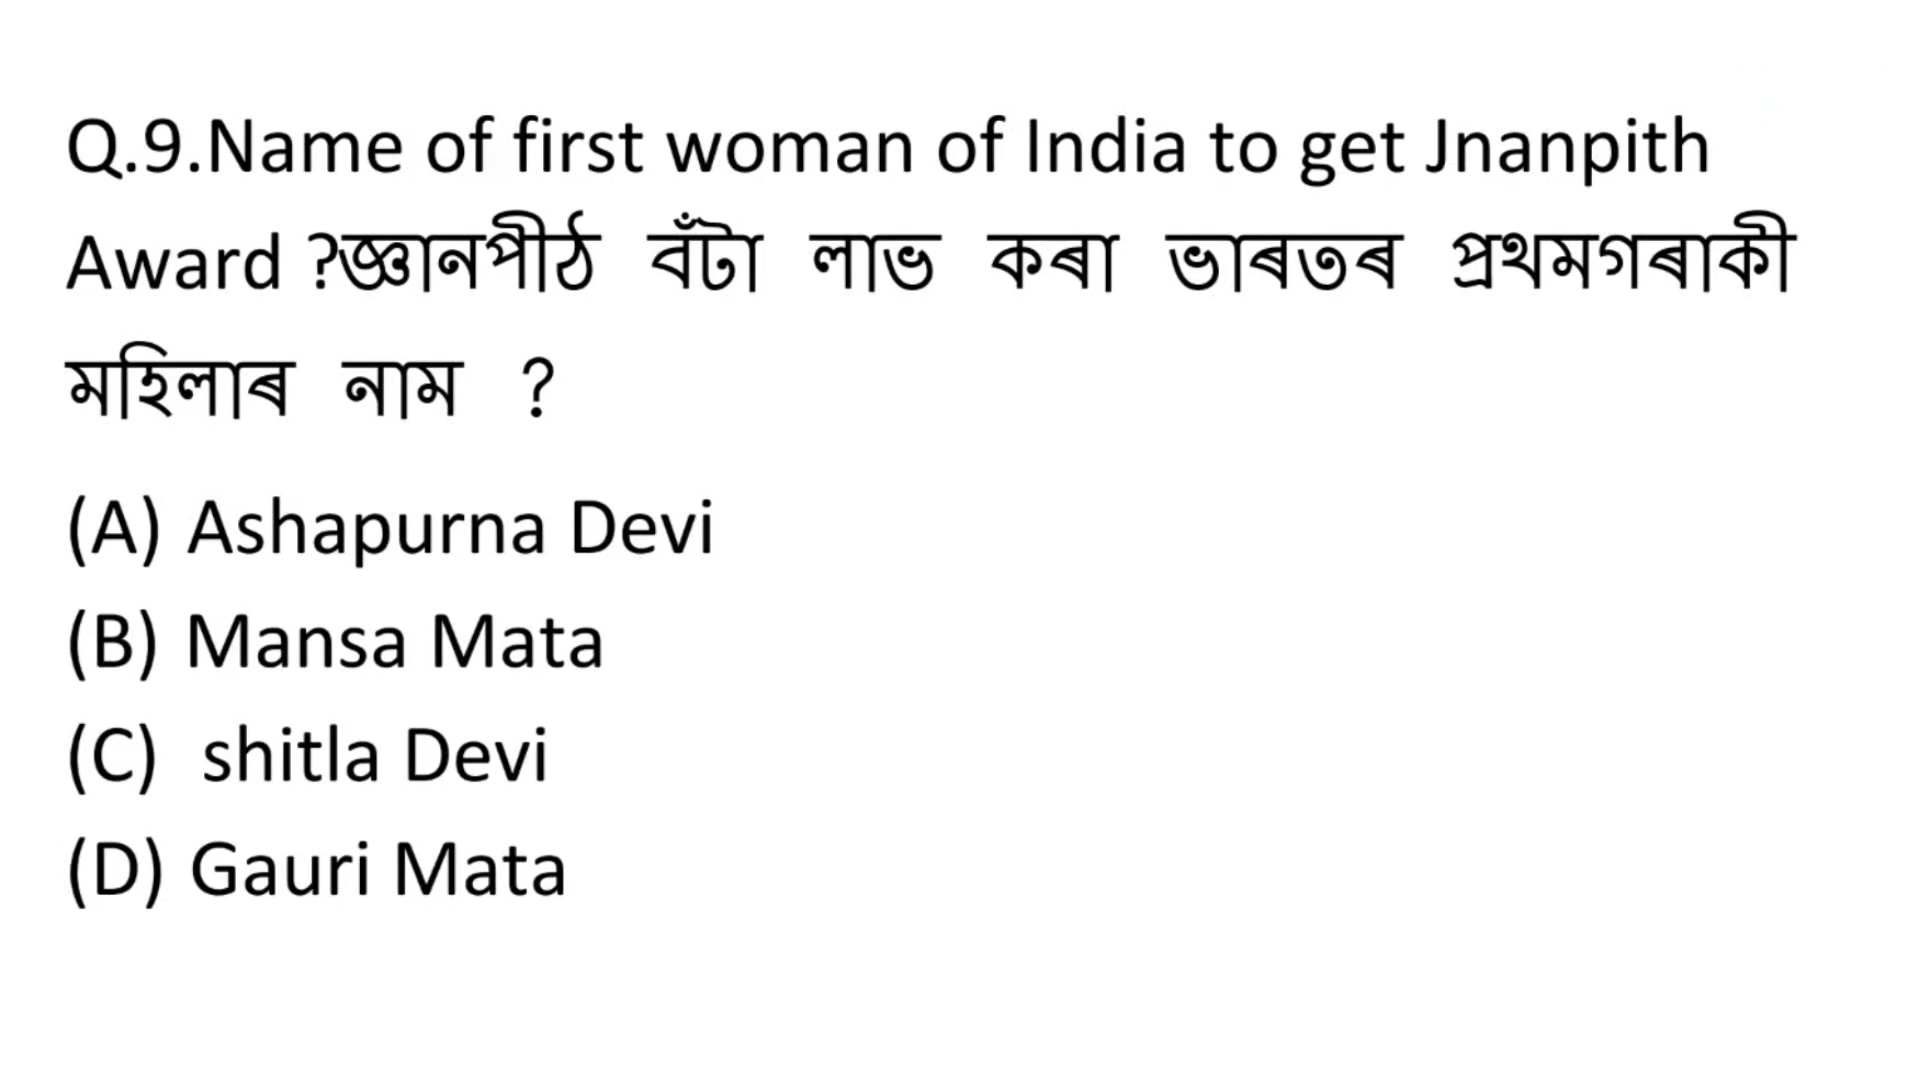 Q.9.Name of first woman of India to get Jnanpith
Award ?জ্ঞানপীঠ বঁটা লাভ কৰা ভাৰতৰ প্ৰথমগৰাকী
মহিলাৰ নাম ?
(A) Ashapurna Devi
(B) Mansa Mata
(C) shitla Devi
(D) Gauri Mata